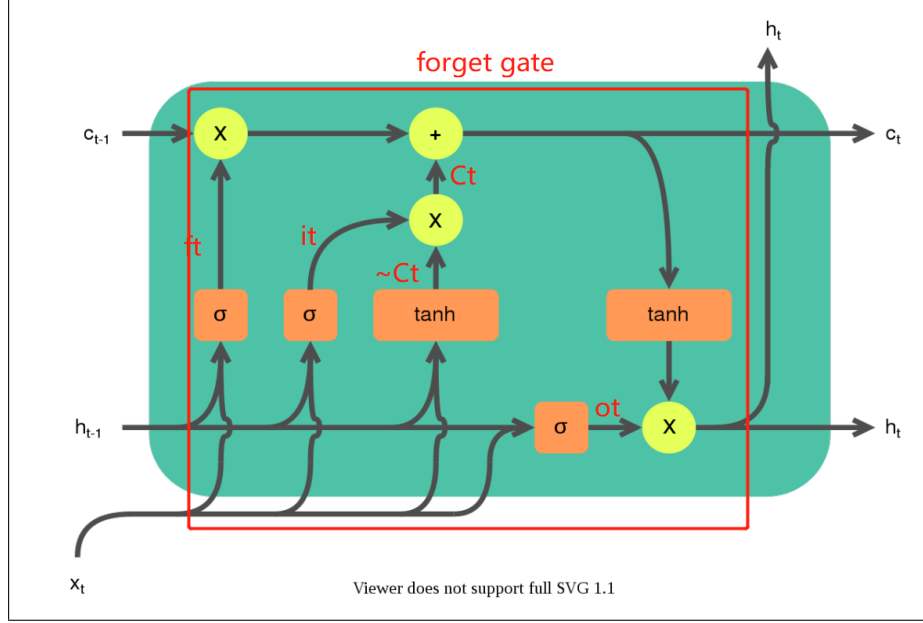 h_t
forget gate
c_{t-1}
X
+
c_t
Ct
X
ft
it
~Ct
σ
σ
tanh
tanh
h_{t-1}
σ
ot
X
h_t
x_t
Viewer does not support full SVG 1.1